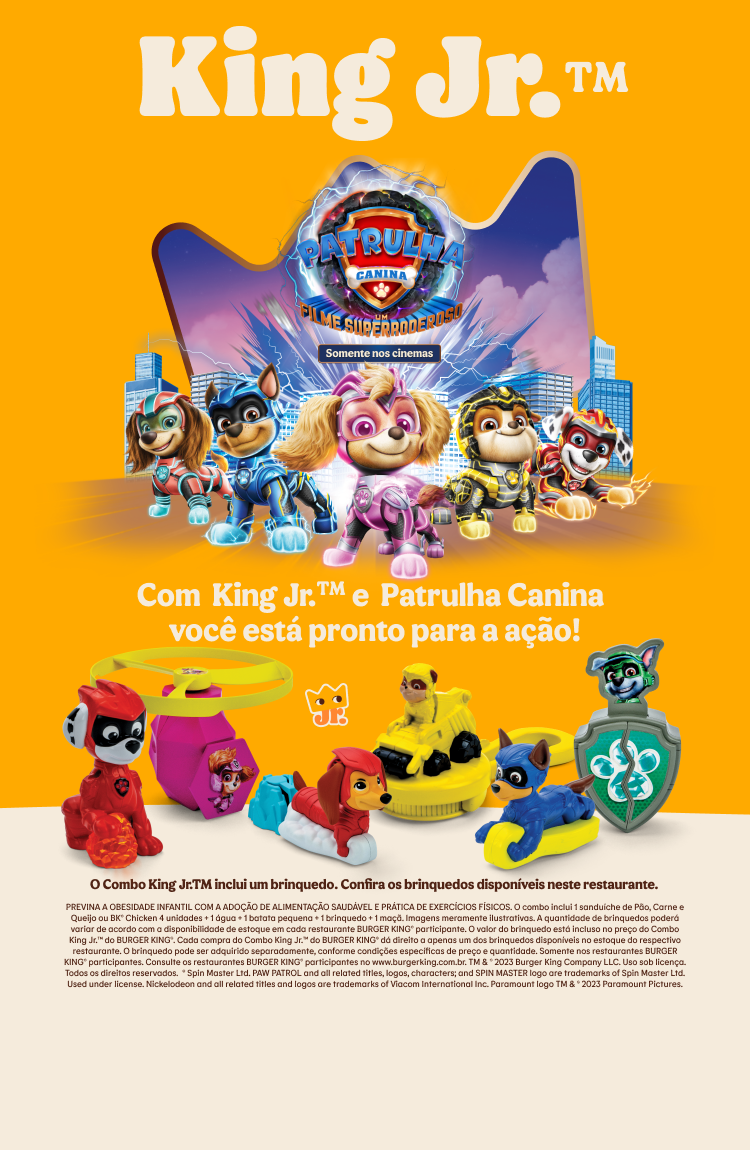 King Jr.™
PATRULHA
CANINA
UM
FILME SUPERPODEROSO
Somente nos cinemas
Com King Jr.™ e Patrulha Canina
você está pronto para a ação!
Jr.
O Combo King Jr.TM inclui um brinquedo. Confira os brinquedos disponíveis neste restaurante.
PREVINA A OBESIDADE INFANTIL COM A ADOÇÃO DE ALIMENTAÇÃO SAUDÁVEL E PRÁTICA DE EXERCÍCIOS FÍSICOS. O combo inclui 1 sanduíche de Pão, Carne e
Queijo ou BK® Chicken 4 unidades + 1 água + 1 batata pequena + 1 brinquedo + 1 maçã. Imagens meramente ilustrativas. A quantidade de brinquedos poderá
variar de acordo com a disponibilidade de estoque em cada restaurante BURGER KING® participante. O valor do brinquedo está incluso no preço do Combo
King Jr.™ do BURGER KING®. Cada compra do Combo King Jr.™ do BURGER KING® dá direito a apenas um dos brinquedos disponíveis no estoque do respectivo
restaurante. O brinquedo pode ser adquirido separadamente, conforme condições específicas de preço e quantidade. Somente nos restaurantes BURGER
KING® participantes. Consulte os restaurantes BURGER KING® participantes no www.burgerking.com.br. TM & ® 2023 Burger King Company LLC. Uso sob licença.
Todos os direitos reservados. ® Spin Master Ltd. PAW PATROL and all related titles, logos, characters; and SPIN MASTER logo are trademarks of Spin Master Ltd.
Used under license. Nickelodeon and all related titles and logos are trademarks of Viacom International Inc. Paramount logo TM & ® 2023 Paramount Pictures.